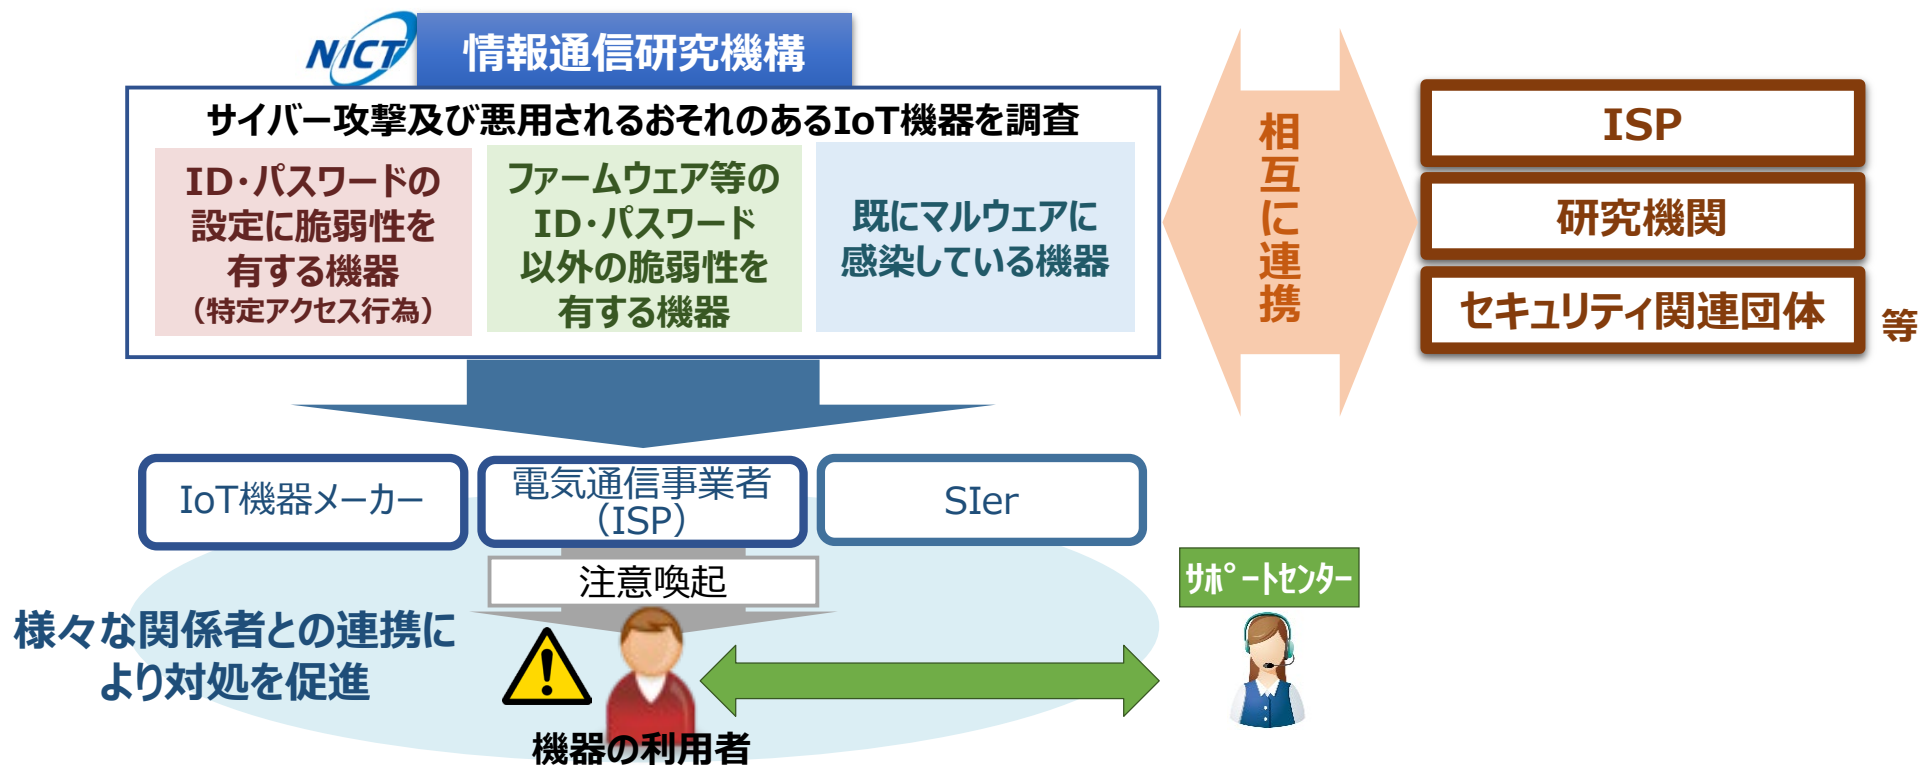 NICT
情報通信研究機構
サイバー攻撃及び悪用されるおそれのあるIoT機器を調査
ID・パスワードの
設定に脆弱性を
有する機器
（特定アクセス行為）
ファームウェア等の
ID・パスワード
以外の脆弱性を
有する機器
既にマルウェアに
感染している機器
相互に連携
ISP
研究機関
セキュリティ関連団体
等
IoT機器メーカー
電気通信事業者
（ISP）
SIer
注意喚起
様々な関係者との連携に
より対処を促進
機器の利用者
ｻﾎﾟｰﾄｾﾝﾀｰ